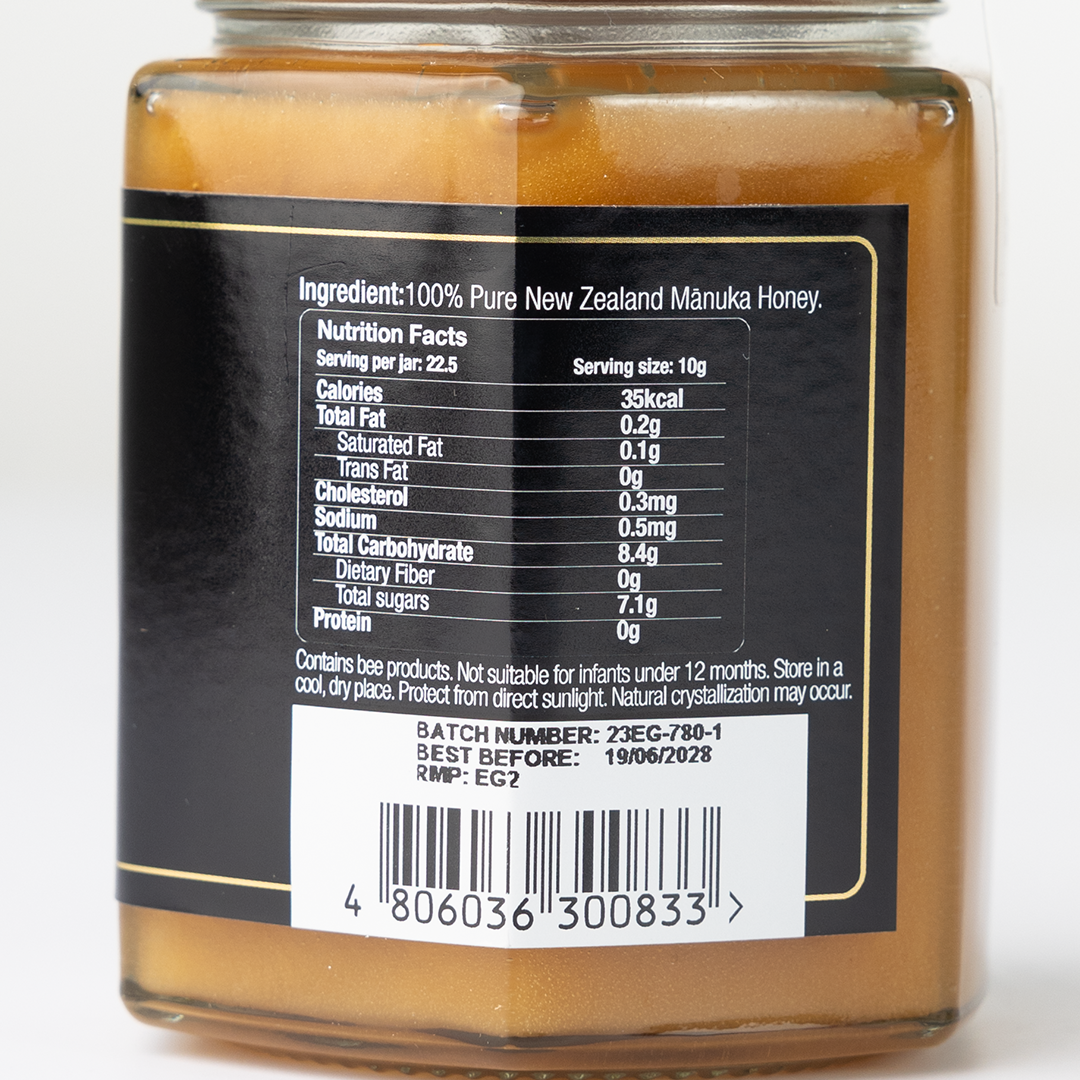 Ingredient:100% Pure New Zealand Mānuka Honey.
Nutrition Facts
Serving per jar: 22.5 Serving size: 10g
Calories 35kcal
Total Fat 0.2g
Saturated Fat 0.1g
Trans Fat 0g
Cholesterol 0.3mg
Sodium 0.5mg
Total Carbohydrate 8.4g
Dietary Fiber 0g
Total sugars 7.1g
Protein 0g
Contains bee products. Not suitable for infants under 12 months. Store in a
cool, dry place. Protect from direct sunlight. Natural crystallization may occur.
BATCH NUMBER: 23EG-780-1
BEST BEFORE: 19/06/2028
RMP: EG2
4 806036 300833 >